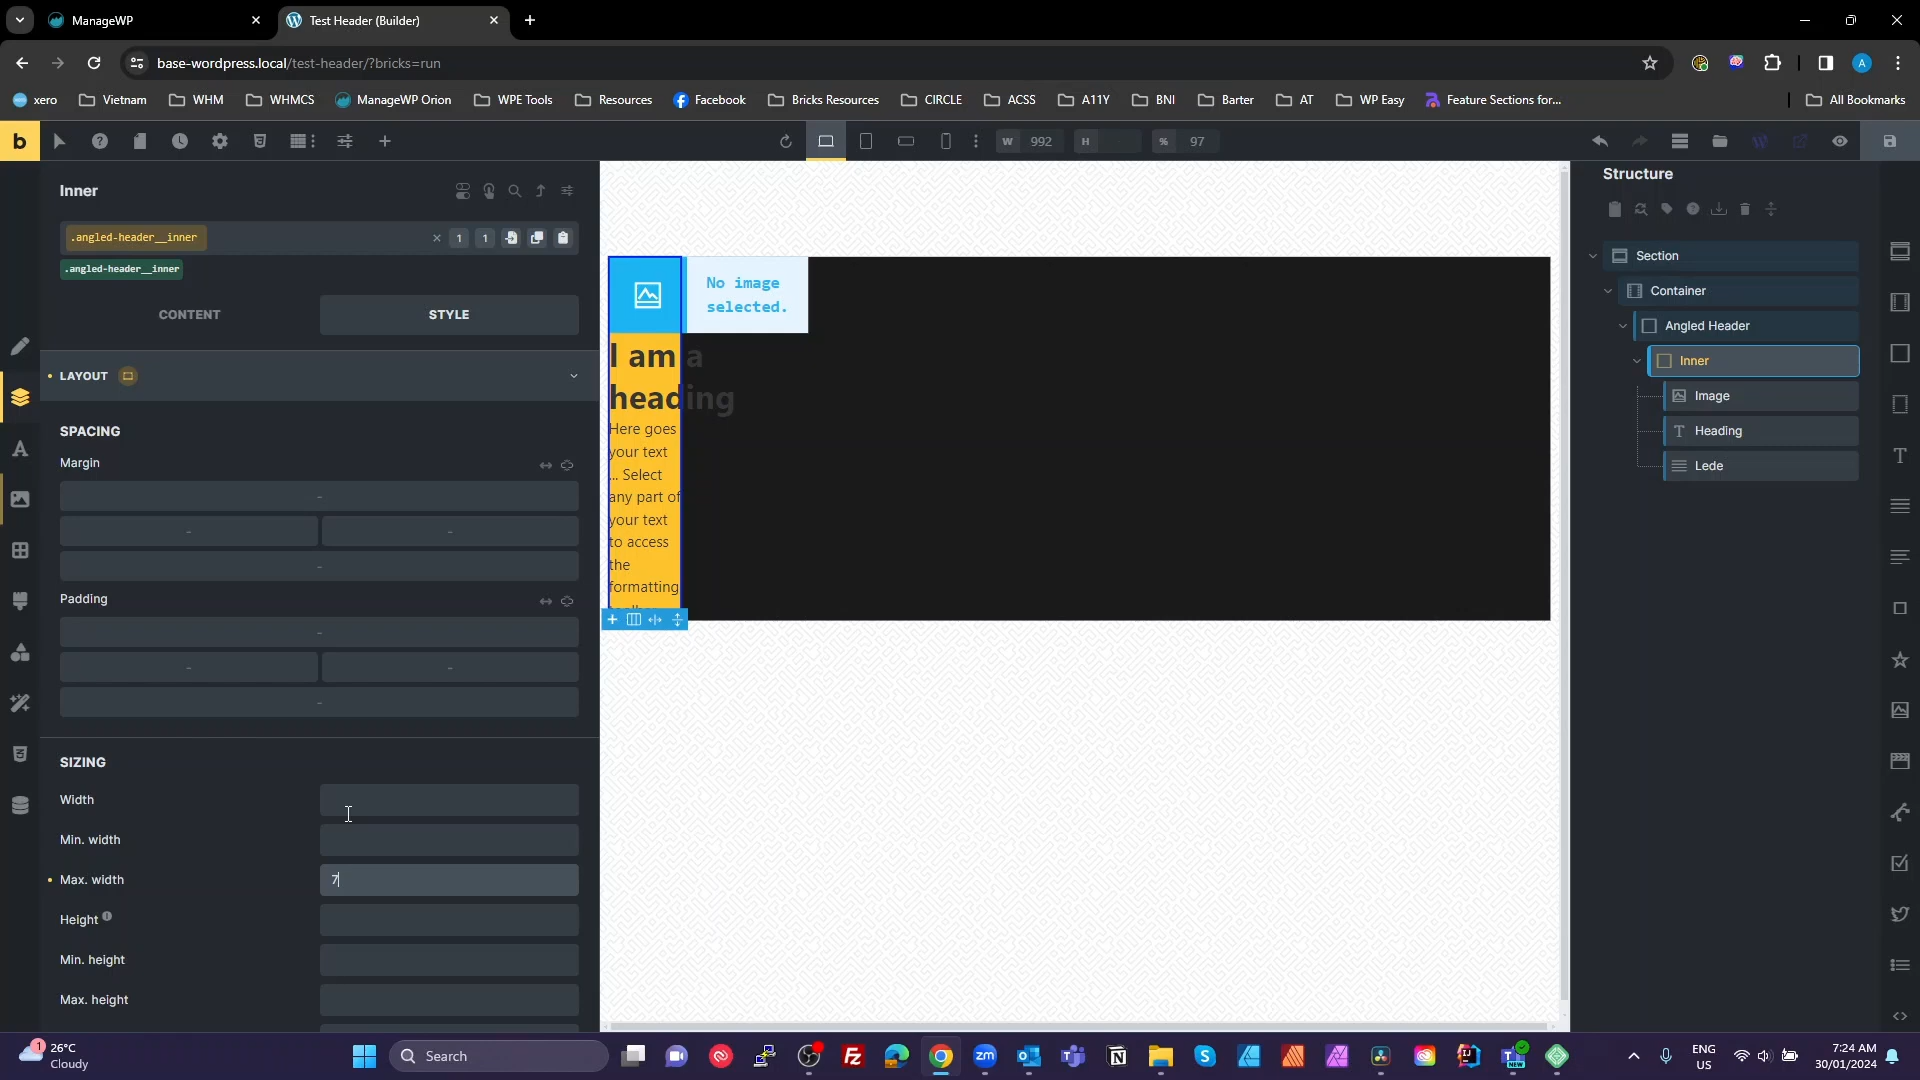 ManageWP
Test Header (Builder)
base-wordpress.local/test-header/?bricks=run
A
xero
Vietnam
WHM
WHMCS
ManageWP Orion
WPE Tools
Resources
Facebook
Bricks Resources
CIRCLE
ACSS
A11Y
BNI
Barter
AT
WP Easy
Feature Sections for...
All Bookmarks
b
W 992 H % 97
Inner
.angled-header__inner
1 1
.angled-header__inner
CONTENT
STYLE
LAYOUT
SPACING
Margin
-
- -
-
Padding
-
- -
-
SIZING
Width
Min. width
Max. width
7
Height
Min. height
Max. height
No image
selected.
I am a
heading
Here goes
your text
... Select
any part of
your text
to access
the
formatting
Structure
Section
Container
Angled Header
Inner
Image
Heading
Lede
1
26°C
Cloudy
Search
zm
N
S
NEW
ENG
US
7:24 AM
30/01/2024